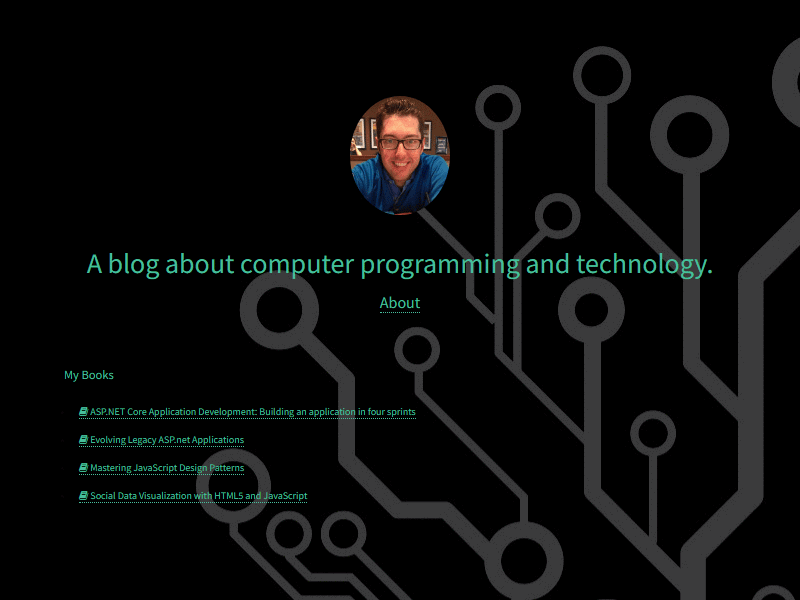 A blog about computer programming and technology.
About
My Books
ASP.NET Core Application Development: Building an application in four sprints
Evolving Legacy ASP.net Applications
Mastering JavaScript Design Patterns
Social Data Visualization with HTML5 and JavaScript